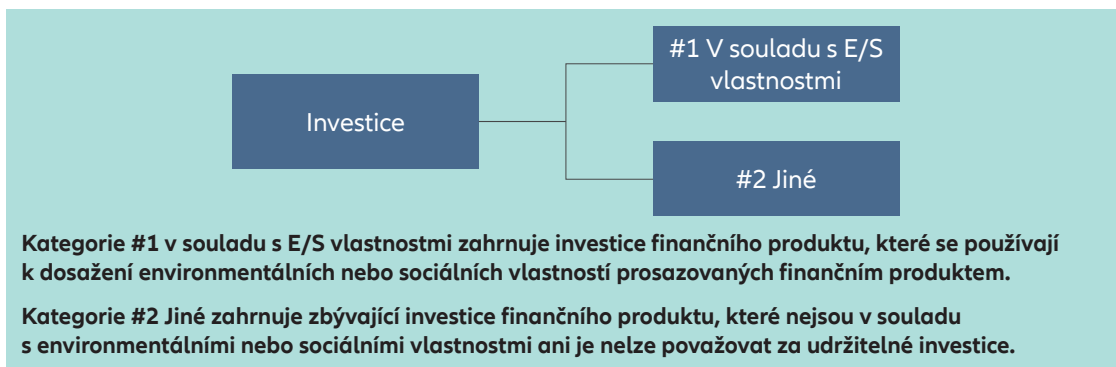 #1 V souladu s E/S
vlastnostmi
Investice
#2 Jiné
Kategorie #1 v souladu s E/S vlastnostmi zahrnuje investice finančního produktu, které se používají
k dosažení environmentálních nebo sociálních vlastností prosazovaných finančním produktem.
Kategorie #2 Jiné zahrnuje zbývající investice finančního produktu, které nejsou v souladu
s environmentálními nebo sociálními vlastnostmi ani je nelze považovat za udržitelné investice.